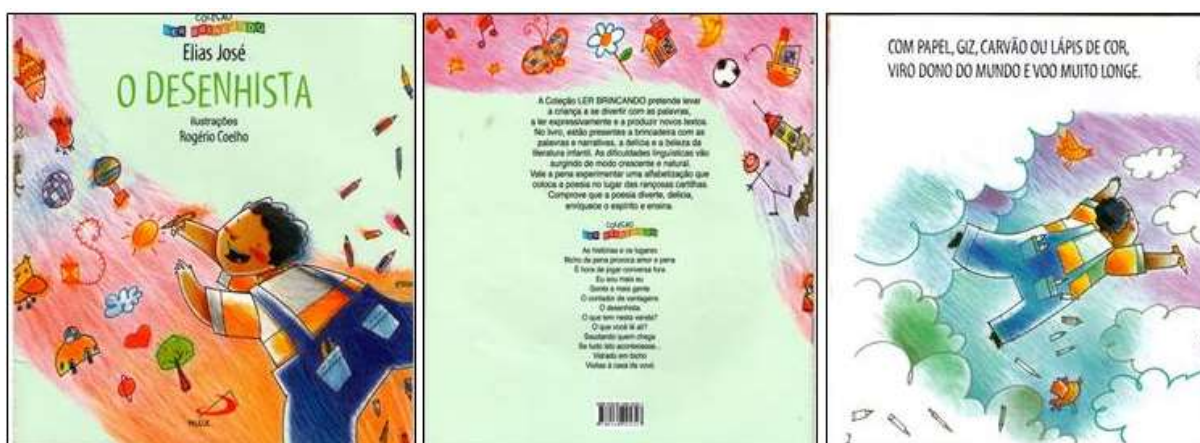 COLEÇÃO
LER BRINCANDO
Elias José
O DESENHISTA
ilustrações
Rogério Coelho
PAULUS
A Coleção LER BRINCANDO pretende levar
a criança a se divertir com as palavras,
a ler expressivamente e a produzir novos textos.
No livro, estão presentes a brincadeira com as
palavras e narrativas, a delícia e a beleza da
literatura infantil. As dificuldades linguísticas vão
surgindo de modo crescente e natural.
Vale a pena experimentar uma alfabetização que
coloca a poesia no lugar das rançosas cartilhas.
Comprove que a poesia diverte, delicia,
enriquece o espírito e ensina.
COLEÇÃO
LER BRINCANDO
As histórias e os lugares
Bicho de pena provoca amor e pena
É hora de jogar conversa fora
Eu sou mais eu
Gente e mais gente
O contador de vantagens
O desenhista
O que tem nesta venda?
O que você lê ali?
Saudando quem chega
Se tudo isto acontecesse...
Vidrado em bicho
Visitas à casa da vovó
COM PAPEL, GIZ, CARVÃO OU LÁPIS DE COR,
VIRO DONO DO MUNDO E VOO MUITO LONGE.
2